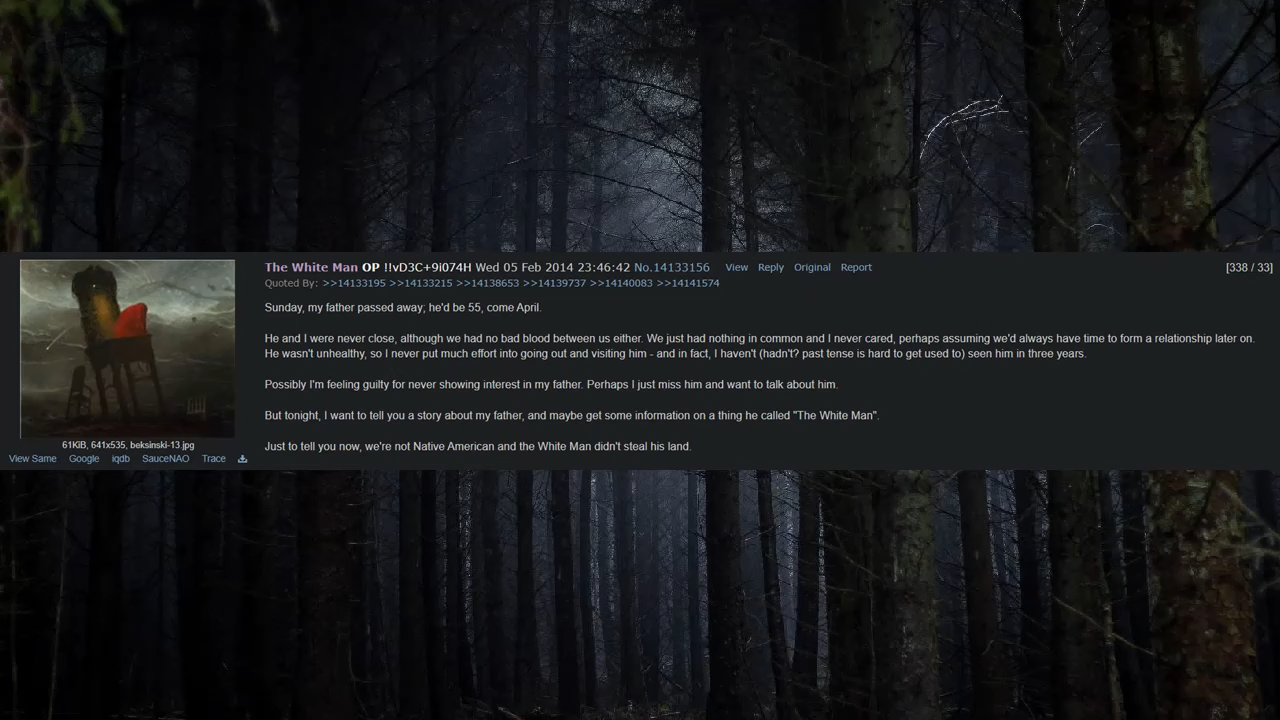 The White Man OP !!vD3C+9i074H Wed 05 Feb 2014 23:46:42 No.14133156 View Reply Original Report [338 / 33]
Quoted By: >>14133195 >>14133215 >>14138653 >>14139737 >>14140083 >>14141574
Sunday, my father passed away; he'd be 55, come April.
He and I were never close, although we had no bad blood between us either. We just had nothing in common and I never cared, perhaps assuming we'd always have time to form a relationship later on.
He wasn't unhealthy, so I never put much effort into going out and visiting him - and in fact, I haven't (hadn't? past tense is hard to get used to) seen him in three years.
Possibly I'm feeling guilty for never showing interest in my father. Perhaps I just miss him and want to talk about him.
But tonight, I want to tell you a story about my father, and maybe get some information on a thing he called "The White Man".
Just to tell you now, we're not Native American and the White Man didn't steal his land.
61KiB, 641x535, beksinski-13.jpg
View Same Google iqdb SauceNAO Trace